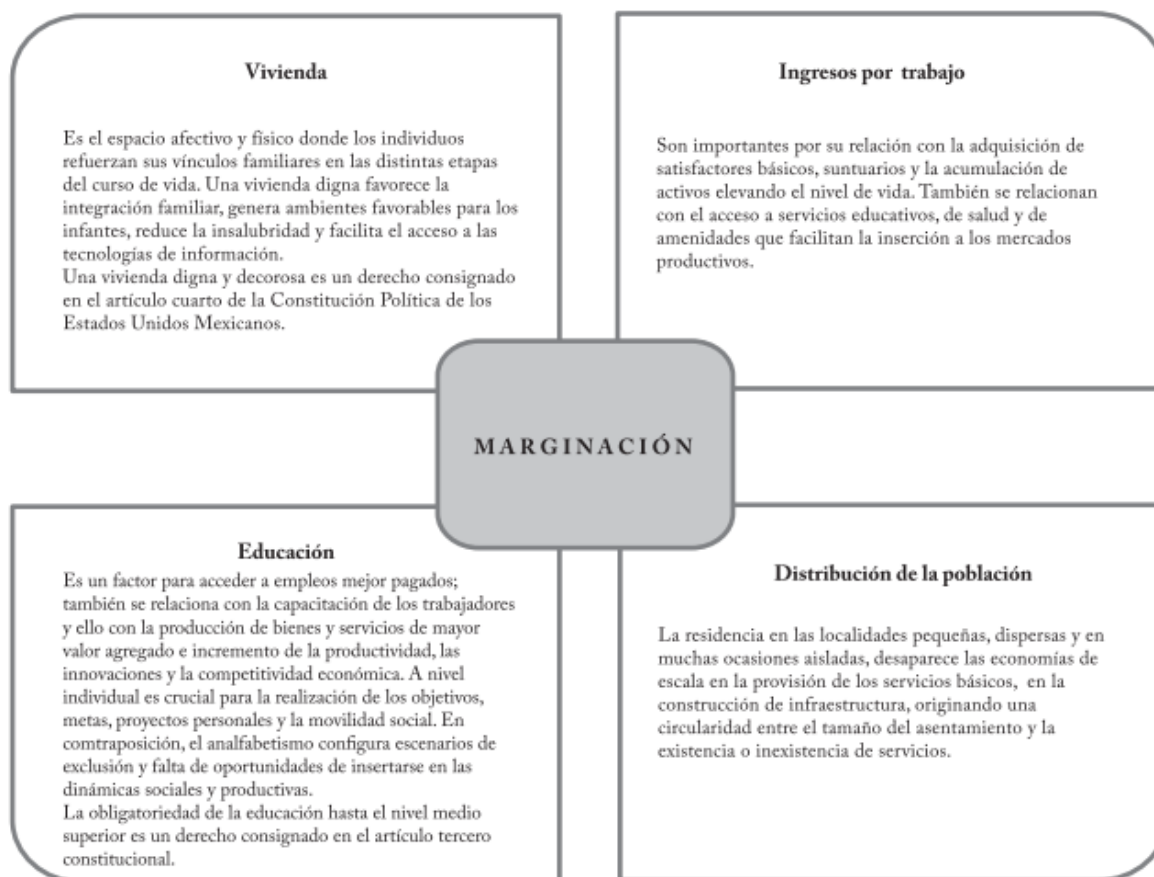 Vivienda
Es el espacio afectivo y físico donde los individuos
refuerzan sus vínculos familiares en las distintas etapas
del curso de vida. Una vivienda digna favorece la
integración familiar, genera ambientes favorables para los
infantes, reduce la insalubridad y facilita el acceso a las
tecnologías de información.
Una vivienda digna y decorosa es un derecho consignado
en el artículo cuarto de la Constitución Política de los
Estados Unidos Mexicanos.
Ingresos por trabajo
Son importantes por su relación con la adquisición de
satisfactores básicos, suntuarios y la acumulación de
activos elevando el nivel de vida. También se relacionan
con el acceso a servicios educativos, de salud y de
amenidades que facilitan la inserción a los mercados
productivos.
MARGINACIÓN
Educación
Es un factor para acceder a empleos mejor pagados;
también se relaciona con la capacitación de los trabajadores
y ello con la producción de bienes y servicios de mayor
valor agregado e incremento de la productividad, las
innovaciones y la competitividad económica. A nivel
individual es crucial para la realización de los objetivos,
metas, proyectos personales y la movilidad social. En
comtraposición, el analfabetismo configura escenarios de
exclusión y falta de oportunidades de insertarse en las
dinámicas sociales y productivas.
La obligatoriedad de la educación hasta el nivel medio
superior es un derecho consignado en el artículo tercero
constitucional.
Distribución de la población
La residencia en las localidades pequeñas, dispersas y en
muchas ocasiones aisladas, desaparece las economías de
escala en la provisión de los servicios básicos, en la
construcción de infraestructura, originando una
circularidad entre el tamaño del asentamiento y la
existencia o inexistencia de servicios.